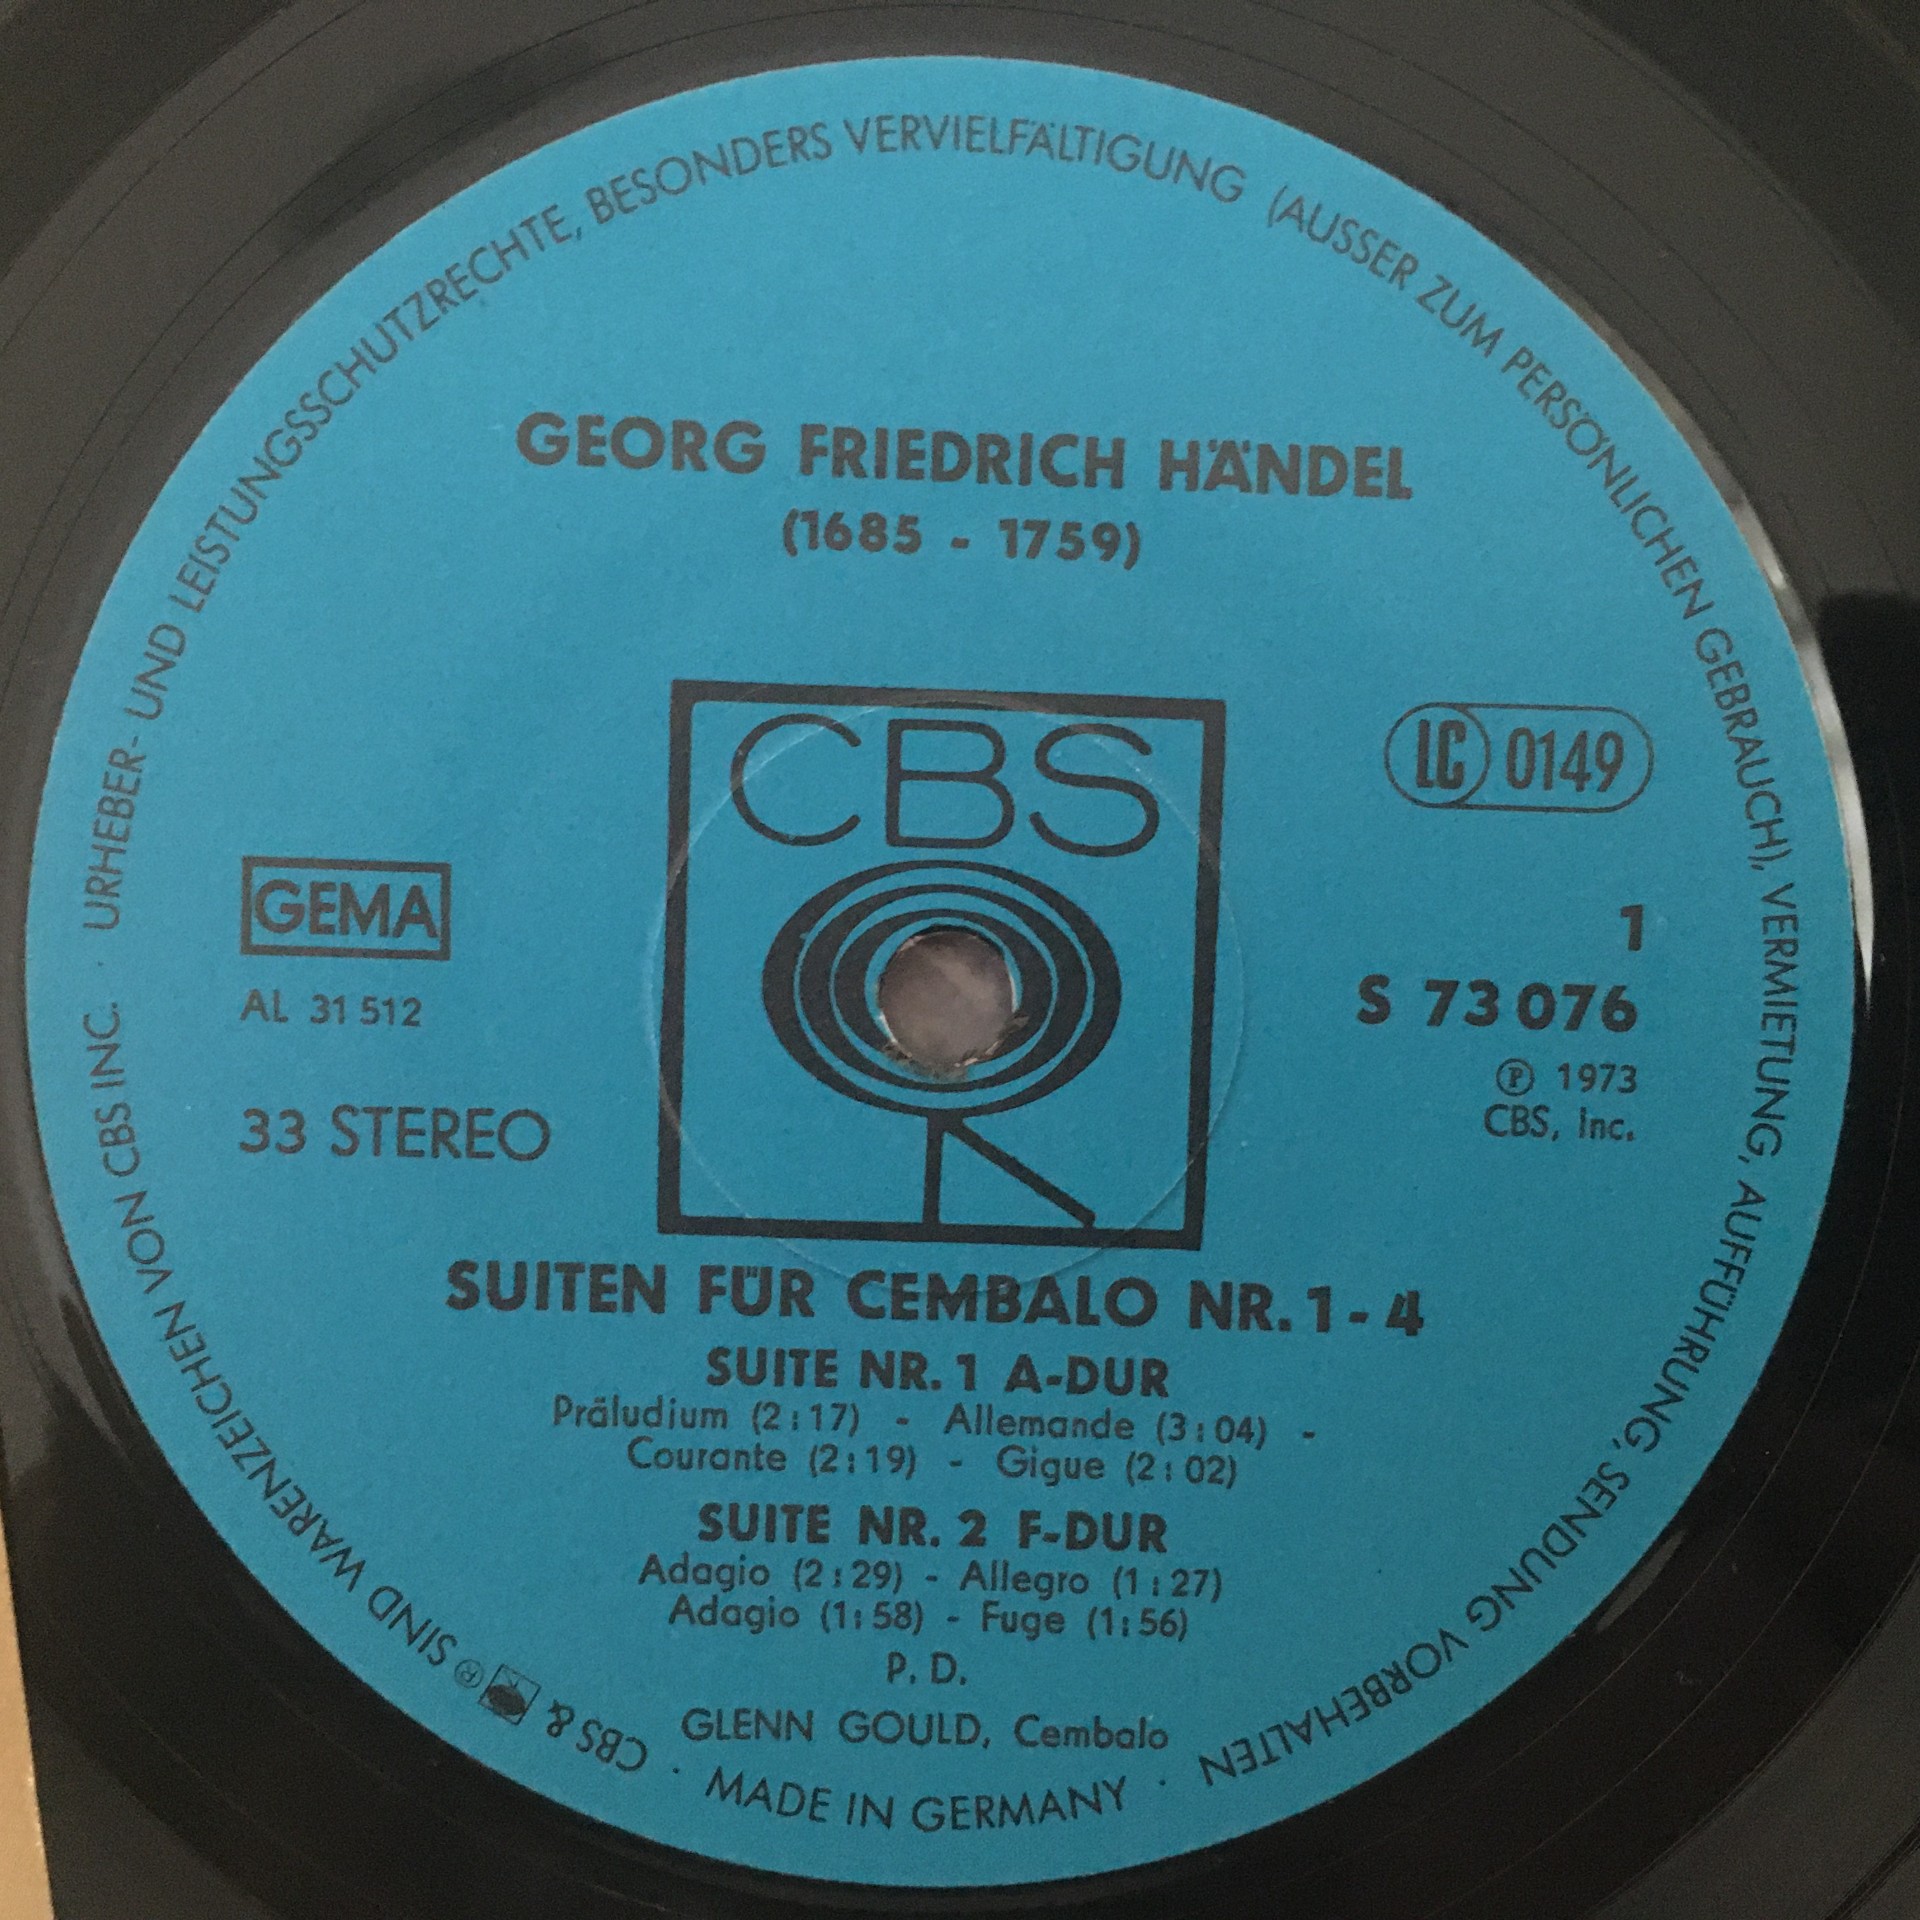 GEORG FRIEDRICH HÄNDEL
(1685 - 1759)
CBS
LC 0149
GEMA
AL 31 512
33 STEREO
1
S 73 076
Ⓟ 1973
CBS, Inc.
SUITEN FÜR CEMBALO NR. 1 - 4
SUITE NR. 1 A-DUR
Präludium (2:17) - Allemande (3:04) -
Courante (2:19) - Gigue (2:02)
SUITE NR. 2 F-DUR
Adagio (2:29) - Allegro (1:27)
Adagio (1:58) - Fuge (1:56)
P. D.
GLENN GOULD, Cembalo
CBS & ® SIND WARENZEICHEN VON CBS INC. · URHEBER- UND LEISTUNGSSCHUTZRECHTE, BESONDERS VERVIELFÄLTIGUNG (AUSSER ZUM PERSÖNLICHEN GEBRAUCH), VERMIETUNG, AUFFÜHRUNG, SENDUNG VORBEHALTEN · MADE IN GERMANY ·